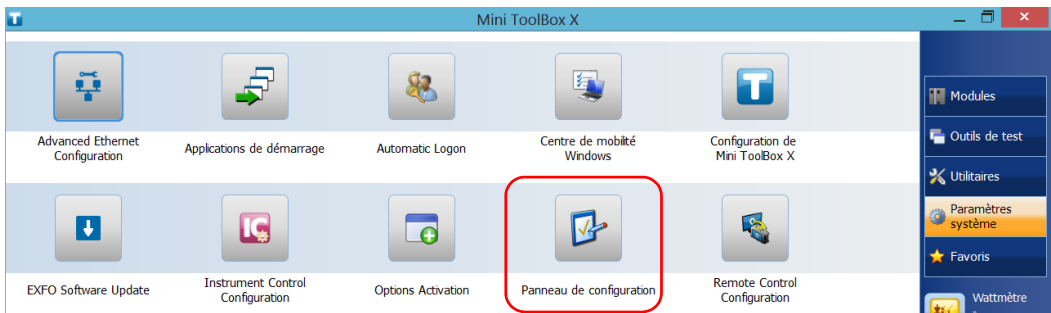 Mini ToolBox X
Advanced Ethernet
Configuration
Applications de démarrage
Automatic Logon
Centre de mobilité
Windows
Configuration de
Mini ToolBox X
EXFO Software Update
Instrument Control
Configuration
Options Activation
Panneau de configuration
Remote Control
Configuration
Modules
Outils de test
Utilitaires
Paramètres
système
Favoris
Wattmètre